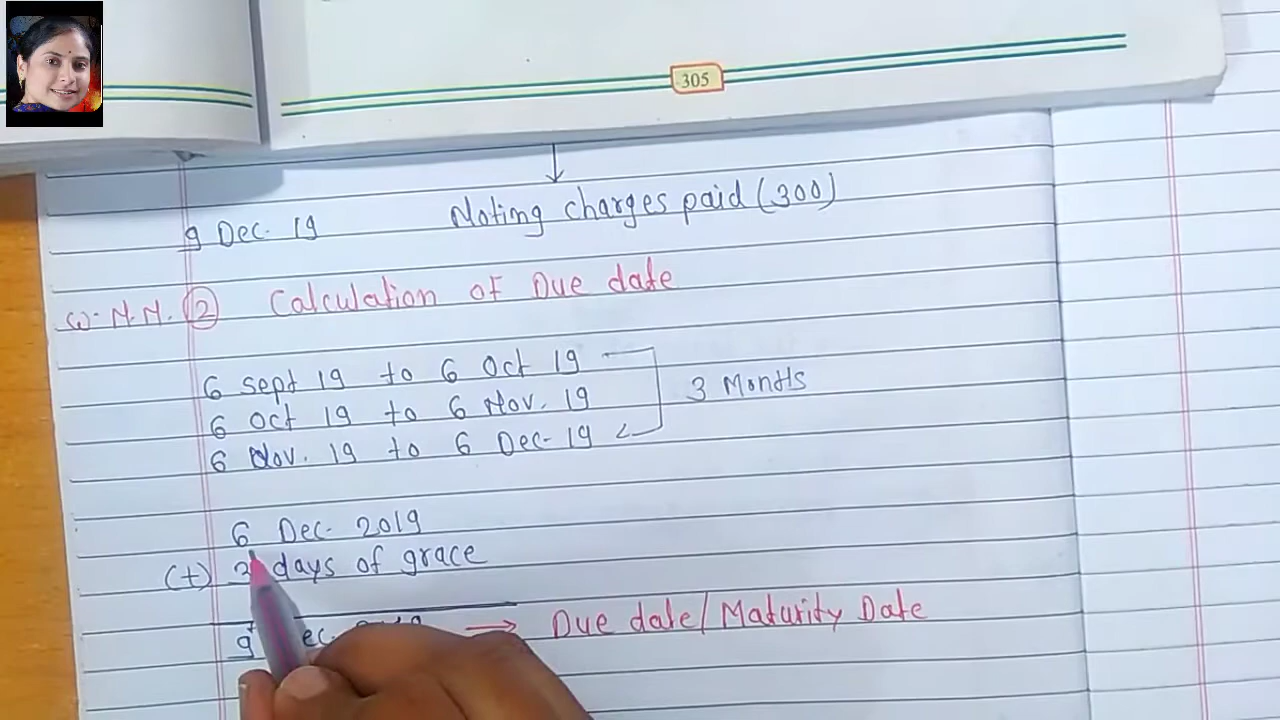 305
9 Dec. 19 Noting charges paid (300)
W.N.N. 2 Calculation of Due date
6 Sept 19 to 6 Oct 19
6 Oct 19 to 6 Nov. 19 3 Months
6 Nov. 19 to 6 Dec- 19
6 Dec- 2019
(+) 3 days of grace
9 Due date/Maturity Date